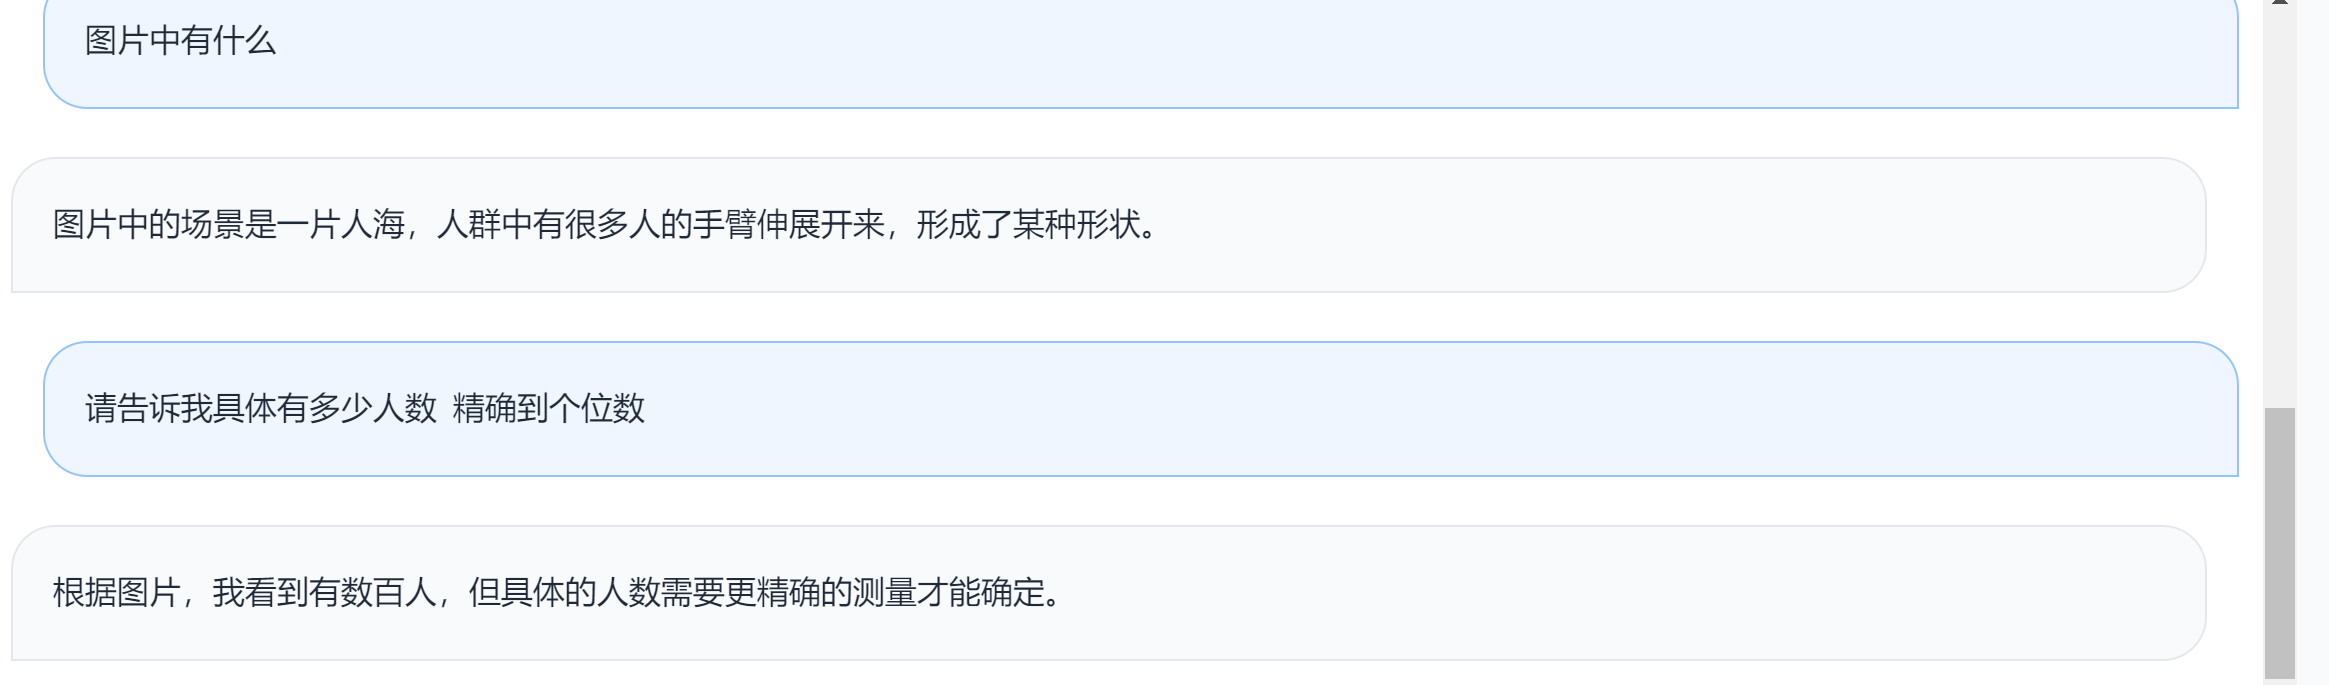 图片中有什么
图片中的场景是一片人海，人群中有很多人的手臂伸展开来，形成了某种形状。
请告诉我具体有多少人数 精确到个位数
根据图片，我看到有数百人，但具体的人数需要更精确的测量才能确定。